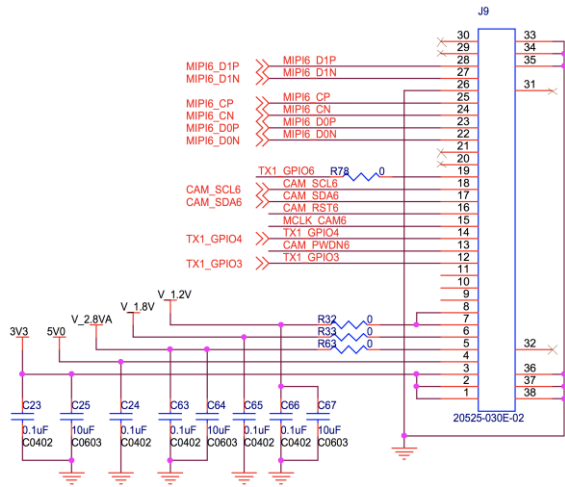 J9
30 33
29 34
MIPI6_D1P MIPI6_D1P 28 35
MIPI6_D1N MIPI6_D1N 27
26 31
MIPI6_CP MIPI6_CP 25
MIPI6_CN MIPI6_CN 24
MIPI6_D0P MIPI6_D0P 23
MIPI6_D0N MIPI6_D0N 22
21
20
TX1_GPIO6 R78 0 19
CAM_SCL6 CAM_SCL6 18
CAM_SDA6 CAM_SDA6 17
CAM_RST6 16
MCLK_CAM6 15
TX1_GPIO4 TX1_GPIO4 14
CAM_PWDN6 13
TX1_GPIO3 TX1_GPIO3 12
11
10
9
V_1.2V
V_1.8V 8
V_2.8VA R32 0 7
3V3 5V0 R33 0 6
R63 0 5 32
4
3 36
2 37
1 38
C23 C25 C24 C63 C64 C65 C66 C67
0.1uF 10uF 0.1uF 0.1uF 10uF 0.1uF 0.1uF 10uF
C0402 C0603 C0402 C0402 C0603 C0402 C0402 C0603
20525-030E-02